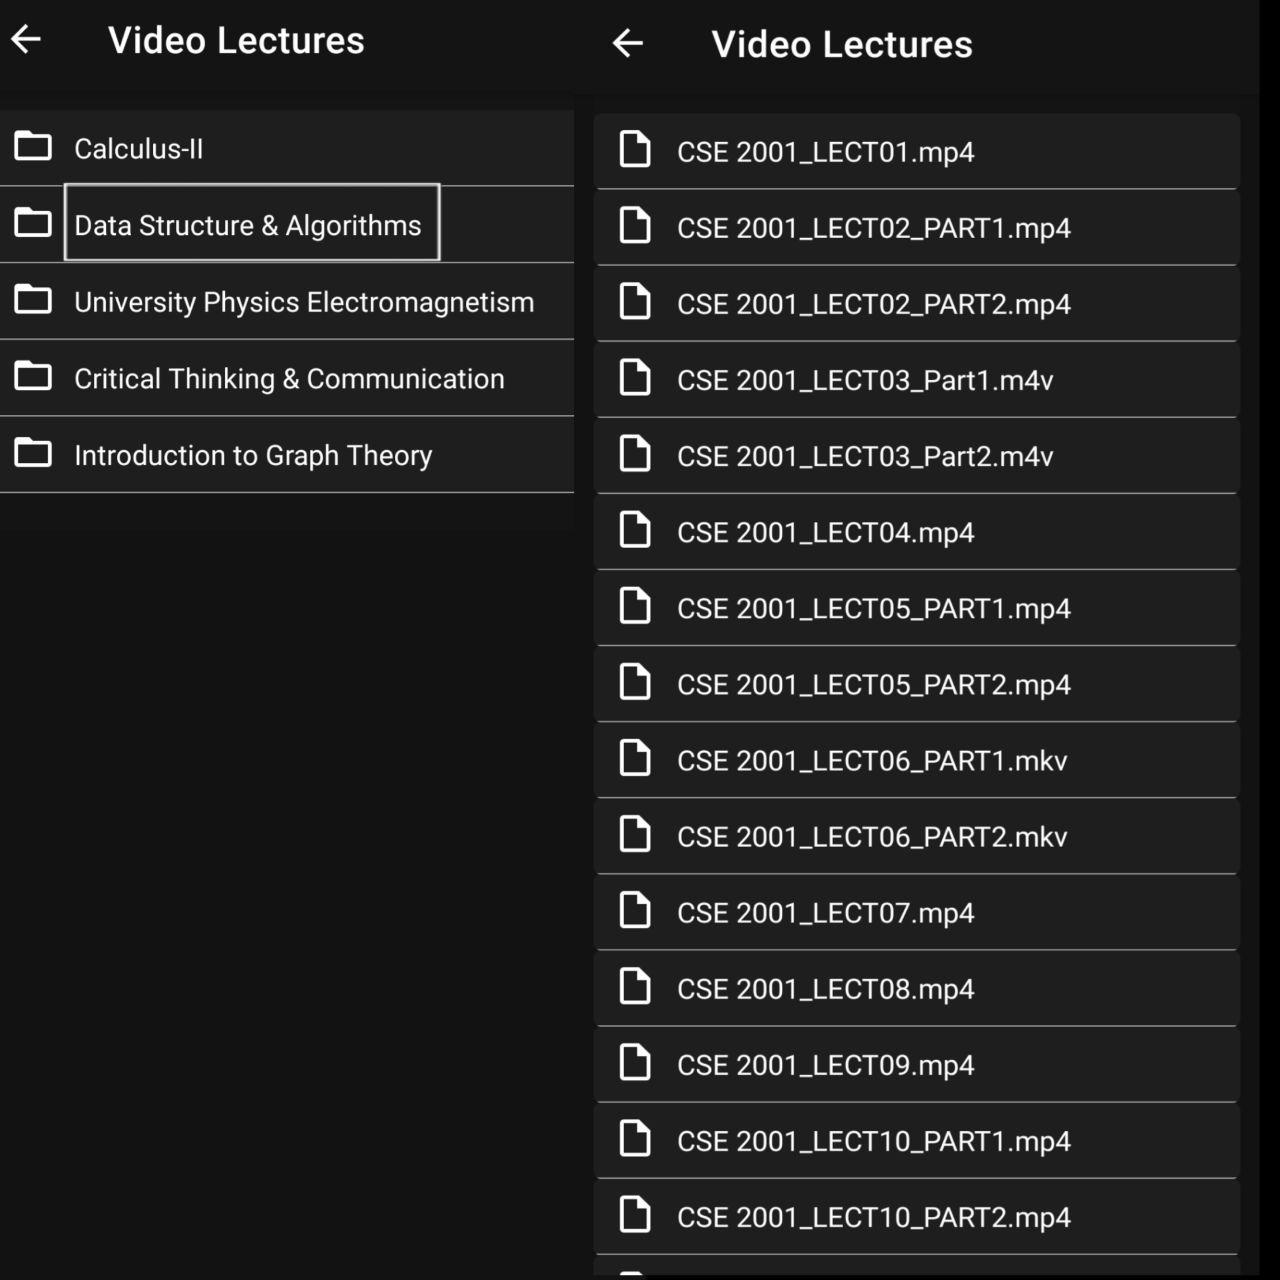 Video Lectures
Calculus-II
Data Structure & Algorithms
University Physics Electromagnetism
Critical Thinking & Communication
Introduction to Graph Theory
Video Lectures
CSE 2001_LECT01.mp4
CSE 2001_LECT02_PART1.mp4
CSE 2001_LECT02_PART2.mp4
CSE 2001_LECT03_Part1.m4v
CSE 2001_LECT03_Part2.m4v
CSE 2001_LECT04.mp4
CSE 2001_LECT05_PART1.mp4
CSE 2001_LECT05_PART2.mp4
CSE 2001_LECT06_PART1.mkv
CSE 2001_LECT06_PART2.mkv
CSE 2001_LECT07.mp4
CSE 2001_LECT08.mp4
CSE 2001_LECT09.mp4
CSE 2001_LECT10_PART1.mp4
CSE 2001_LECT10_PART2.mp4